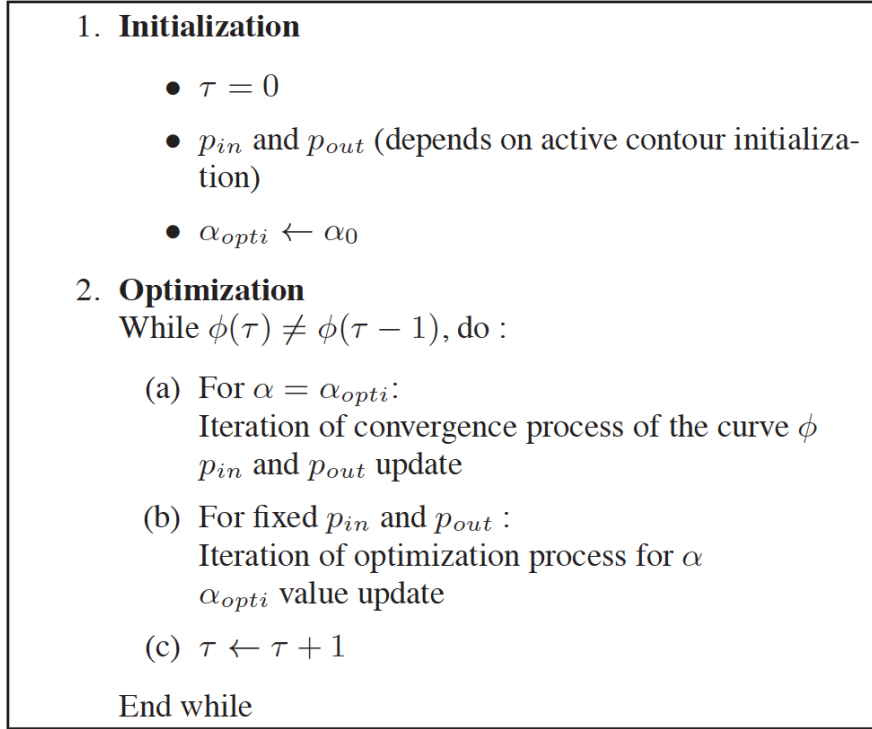 1. Initialization
• τ = 0
• p_in and p_out (depends on active contour initializa-
tion)
• α_opti ← α_0
2. Optimization
While ϕ(τ) ≠ ϕ(τ − 1), do :
(a) For α = α_opti:
Iteration of convergence process of the curve ϕ
p_in and p_out update
(b) For fixed p_in and p_out :
Iteration of optimization process for α
α_opti value update
(c) τ ← τ + 1
End while